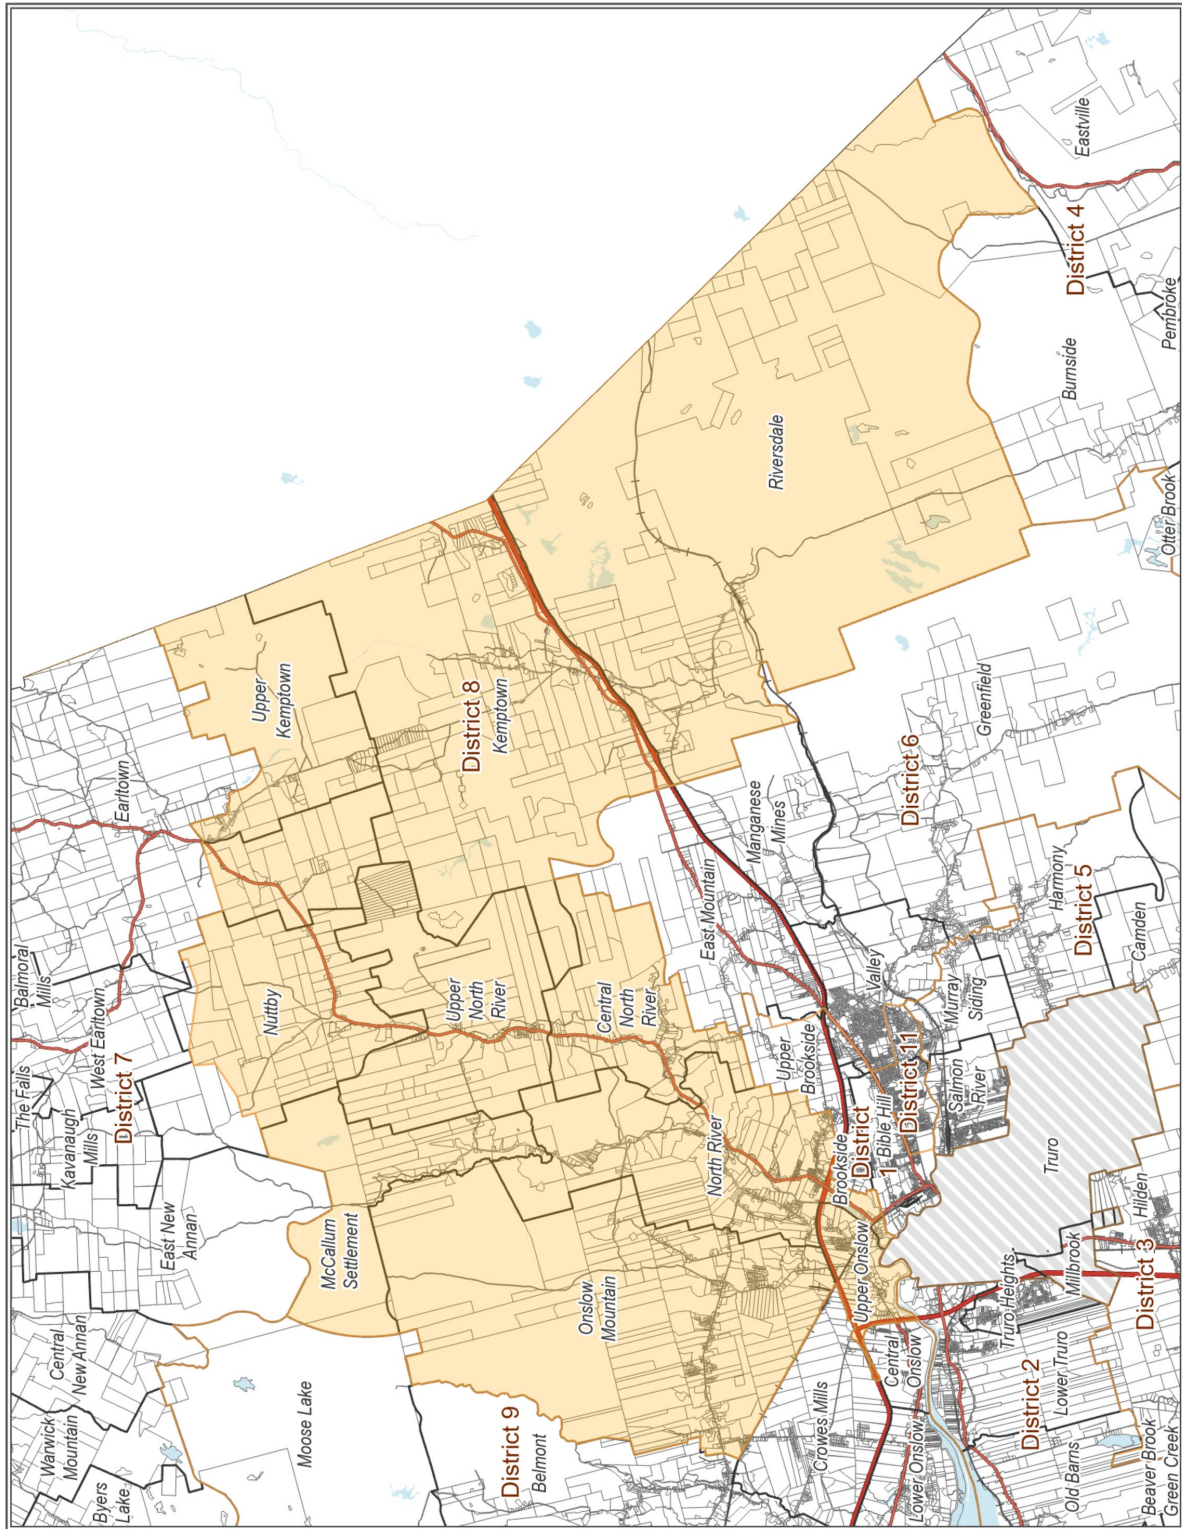 Warwick
Mountain
Byers
Lake
Central
New Annan
East New
Annan
Kavanaugh
Mills
The Falls
District 7
West Earltown
Balmoral
Mills
Earltown
Moose Lake
McCallum
Settlement
Nuttby
Upper
Kemptown
District 9
Belmont
Onslow
Mountain
North River
Central
North
River
Upper
North
River
District 8
Kemptown
Riversdale
Crowes Mills
Lower Onslow
Central
Onslow
Upper Onslow
Brookside
District
1
Bible Hill
Upper
Brookside
East Mountain
Manganese
Mines
Valley
District 11
Salmon
River
Murray
Siding
District 6
Greenfield
Old Barns
District 2
Lower Truro
Truro Heights
Millbrook
Truro
District 5
Harmony
Camden
Beaver Brook
Green Creek
District 3
Hilden
Otter Brook
Burnside
Pembroke
District 4
Eastville